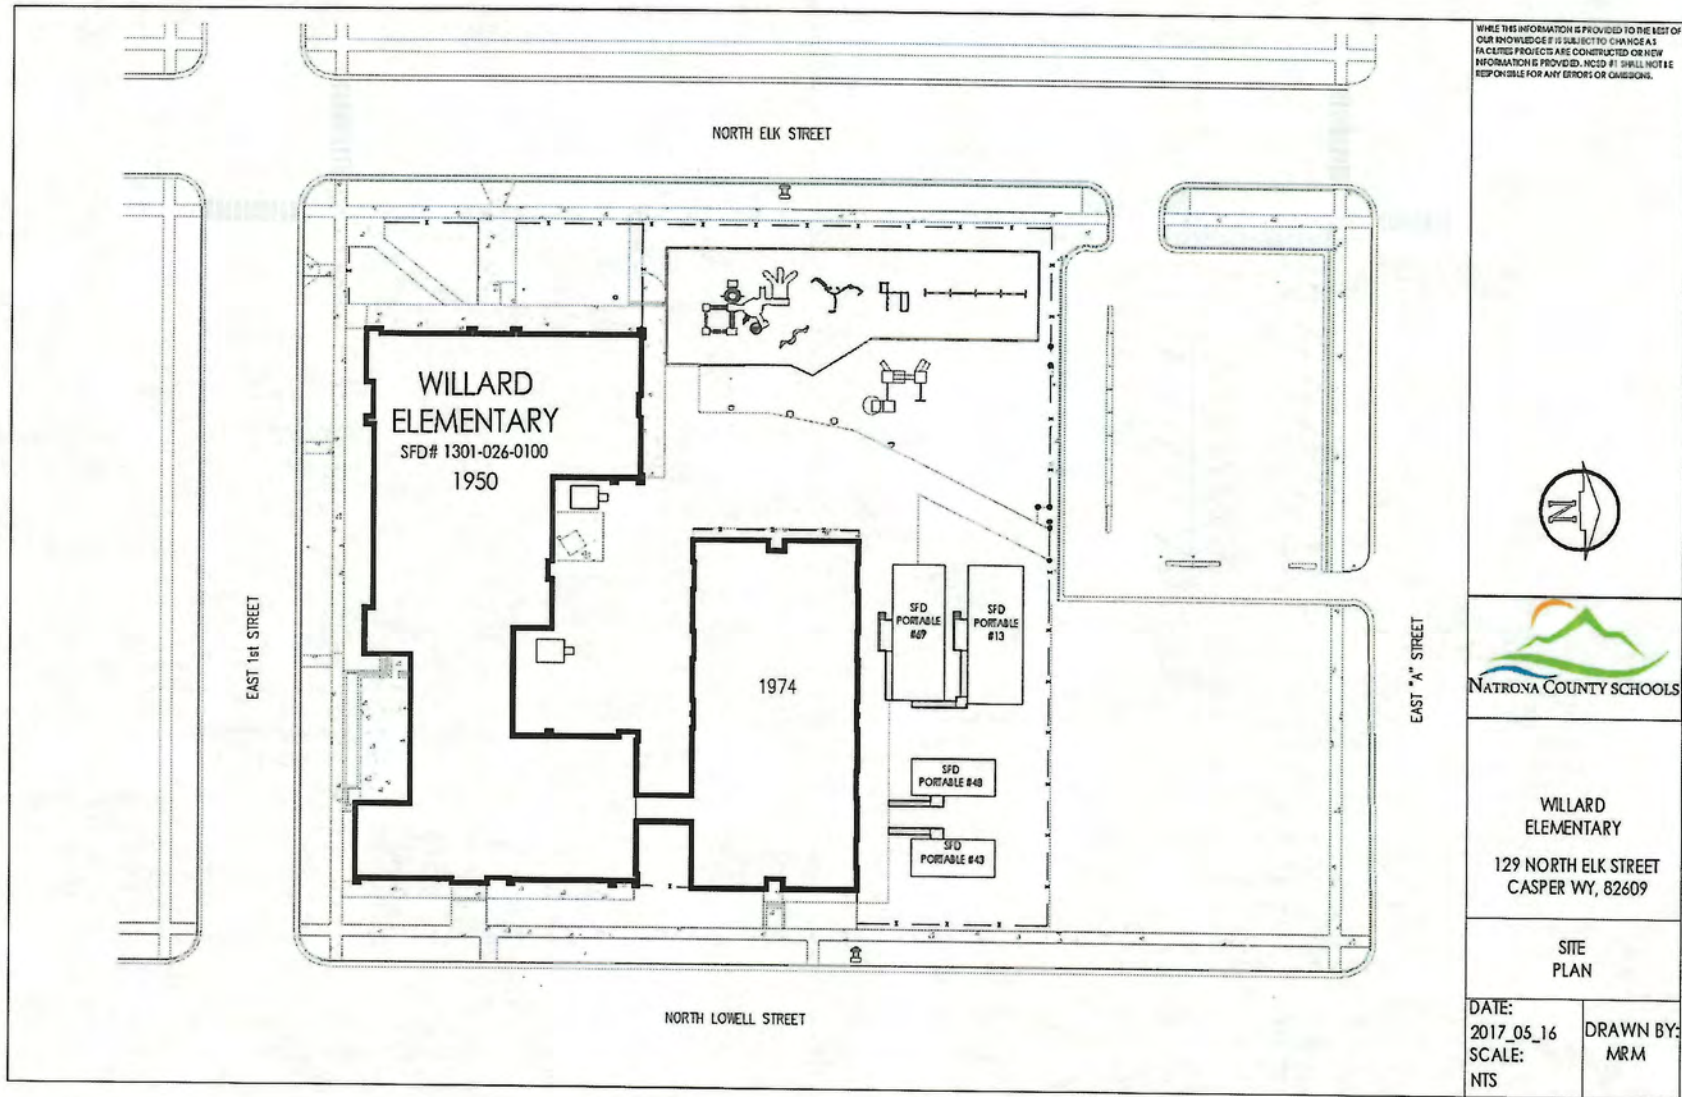 WHILE THIS INFORMATION IS PROVIDED TO THE BEST OF
OUR KNOWLEDGE IT IS SUBJECT TO CHANGE AS
FACILITIES PROJECTS ARE CONSTRUCTED OR NEW
INFORMATION IS PROVIDED. NCSD #1 SHALL NOT BE
RESPONSIBLE FOR ANY ERRORS OR OMISSIONS.
NORTH ELK STREET
WILLARD
ELEMENTARY
SFD# 1301-026-0100
1950
N
EAST 1st STREET
1974
SFD
PORTABLE
SFD
PORTABLE
#13
SFD
PORTABLE #48
SFD
PORTABLE #43
EAST "A" STREET
NORTH LOWELL STREET
NATRONA COUNTY SCHOOLS
WILLARD
ELEMENTARY
129 NORTH ELK STREET
CASPER WY, 82609
SITE
PLAN
DATE:
2017_05_16
SCALE:
NTS
DRAWN BY:
MRM